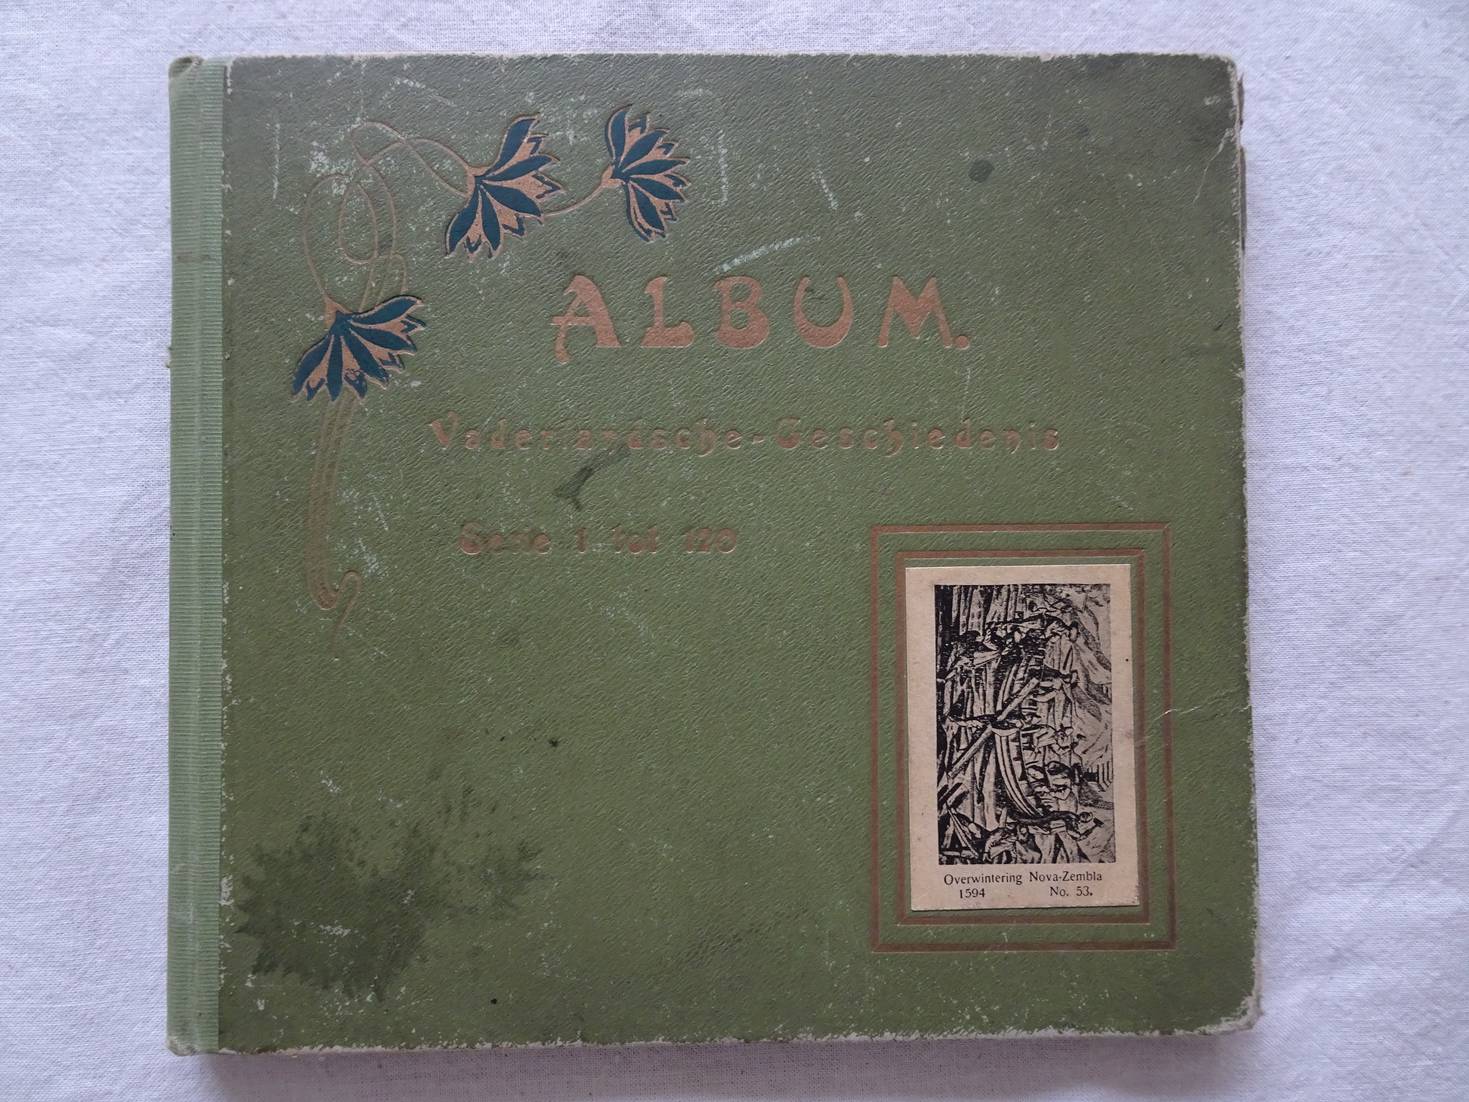 ALBUM.
Vaderlandsche-Geschiedenis
Serie 1 tot 120
Overwintering Nova-Zembla
1594 No. 53.